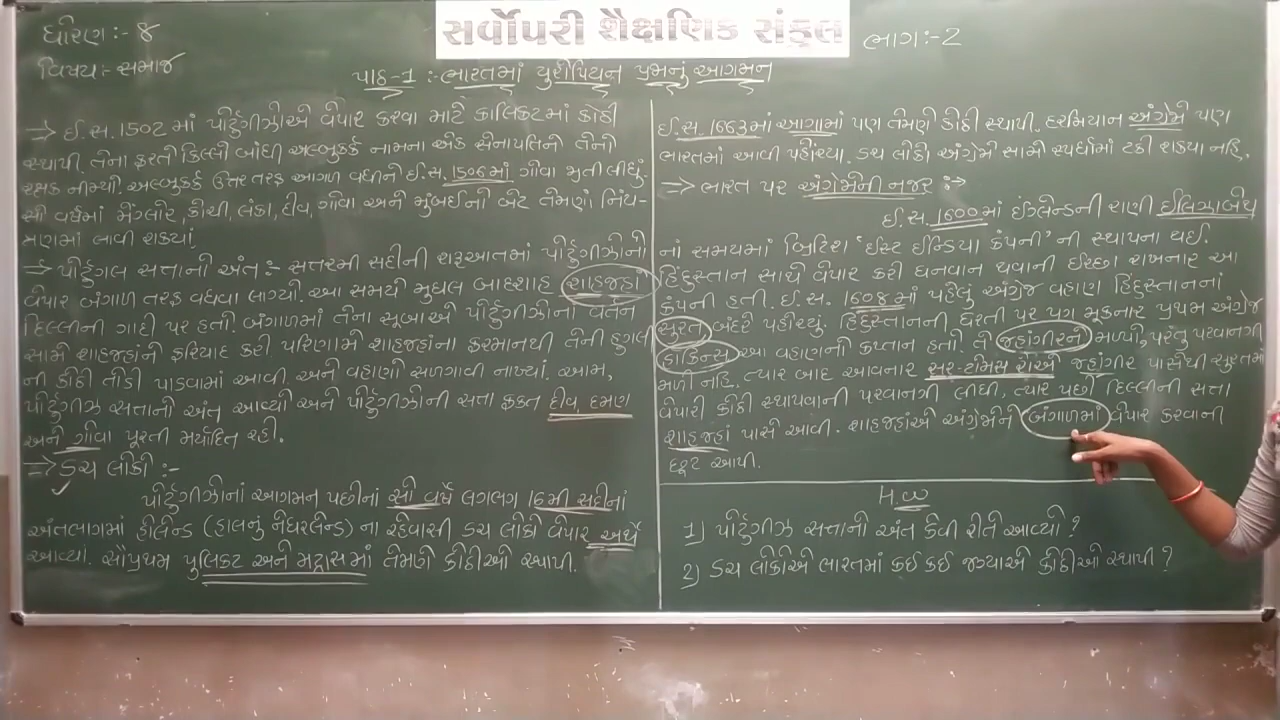 સર્વોપરી શૈક્ષણિક સંકુલ
ધોરણ:- ૪
ભાગ:-2
વિષય:- સમાજ
પાઠ-1 :- ભારતમાં યુરોપિયન પ્રજાનું આગમન
⇒ ઈ.સ. 1502 માં પોર્ટુગીઝોએ વેપાર કરવા માટે કાલિકટમાં કોઠી
સ્થાપી. તેના ફરતો કિલ્લો બાંધી અલ્બુકર્ક નામના એક સેનાપતિને તેનો
રક્ષક નીમ્યો. અલ્બુકર્ક ઉત્તર તરફ આગળ વધીને ઈ.સ. 1506માં ગોવા જીતી લીધું.
સો વર્ષમાં મેંગ્લોર, કોચી, લંકા, દીવ, ગોવા અને મુંબઈનો બેટ તેમણે નિયં-
ત્રણમાં લાવી શક્યાં.
⇒ પોર્ટુગલ સત્તાનો અંત :- સત્તરમી સદીની શરૂઆતમાં પોર્ટુગીઝોનો
વેપાર બંગાળ તરફ વધવા લાગ્યો. આ સમયે મુઘલ બાદશાહ શાહજહાં
દિલ્લીની ગાદી પર હતો. બંગાળમાં તેના સૂબાએ પોર્ટુગીઝોના વર્તન
સામે શાહજહાંને ફરિયાદ કરી. પરિણામે શાહજહાંના ફરમાનથી તેની હુગલી
ની કોઠી તોડી પાડવામાં આવી. અને વહાણો સળગાવી નાખ્યાં. આમ,
પોર્ટુગીઝ સત્તાનો અંત આવ્યો અને પોર્ટુગીઝોની સત્તા ફક્ત દીવ, દમણ
અને ગોવા પૂરતી મર્યાદિત રહી.
⇒ ડચ લોકો :-
પોર્ટુગીઝોનાં આગમન પછીનાં સો વર્ષે લગભગ 16મી સદીનાં
અંતભાગમાં હોલેન્ડ (હાલનું નેધરલેન્ડ) ના રહેવાસી ડચ લોકો વેપાર અર્થે
આવ્યાં. સૌપ્રથમ પુલિકટ અને મદ્રાસમાં તેમણે કોઠીઓ સ્થાપી.
ઈ.સ. 1663માં આગ્રામાં પણ તેમણે કોઠી સ્થાપી. દરમિયાન અંગ્રેજો પણ
ભારતમાં આવી પહોંચ્યા. ડચ લોકો અંગ્રેજો સામે સ્પર્ધામાં ટકી શક્યા નહિ.
⇒ ભારત પર અંગ્રેજોની નજર :→
ઈ.સ. 1600માં ઈંગ્લેન્ડની રાણી ઈલિઝાબેથ
નાં સમયમાં બ્રિટિશ 'ઈસ્ટ ઈન્ડિયા કંપની' ની સ્થાપના થઈ.
હિંદુસ્તાન સાથે વેપાર કરી ધનવાન થવાની ઈચ્છા રાખનાર આ
કંપની હતી. ઈ.સ. 1608માં પહેલું અંગ્રેજ વહાણ હિંદુસ્તાનનાં
સુરત બંદરે પહોંચ્યું. હિંદુસ્તાનની ધરતી પર પગ મૂકનાર પ્રથમ અંગ્રેજ
હોકિન્સ આ વહાણનો કપ્તાન હતો. તે જહાંગીરને મળ્યો, પરંતુ પરવાનગી
મળી નહિ. ત્યાર બાદ આવનાર સર-ટોમસ રોએ જહાંગીર પાસેથી સુરતમાં
વેપારી કોઠી સ્થાપવાની પરવાનગી લીધી, ત્યાર પછી દિલ્લીની સત્તા
શાહજહાં પાસે આવી. શાહજહાંએ અંગ્રેજોને બંગાળમાં વેપાર કરવાની
છૂટ આપી.
H.W
1) પોર્ટુગીઝ સત્તાનો અંત કેવી રીતે આવ્યો ?
2) ડચ લોકોએ ભારતમાં કઈ કઈ જગ્યાએ કોઠીઓ સ્થાપી ?